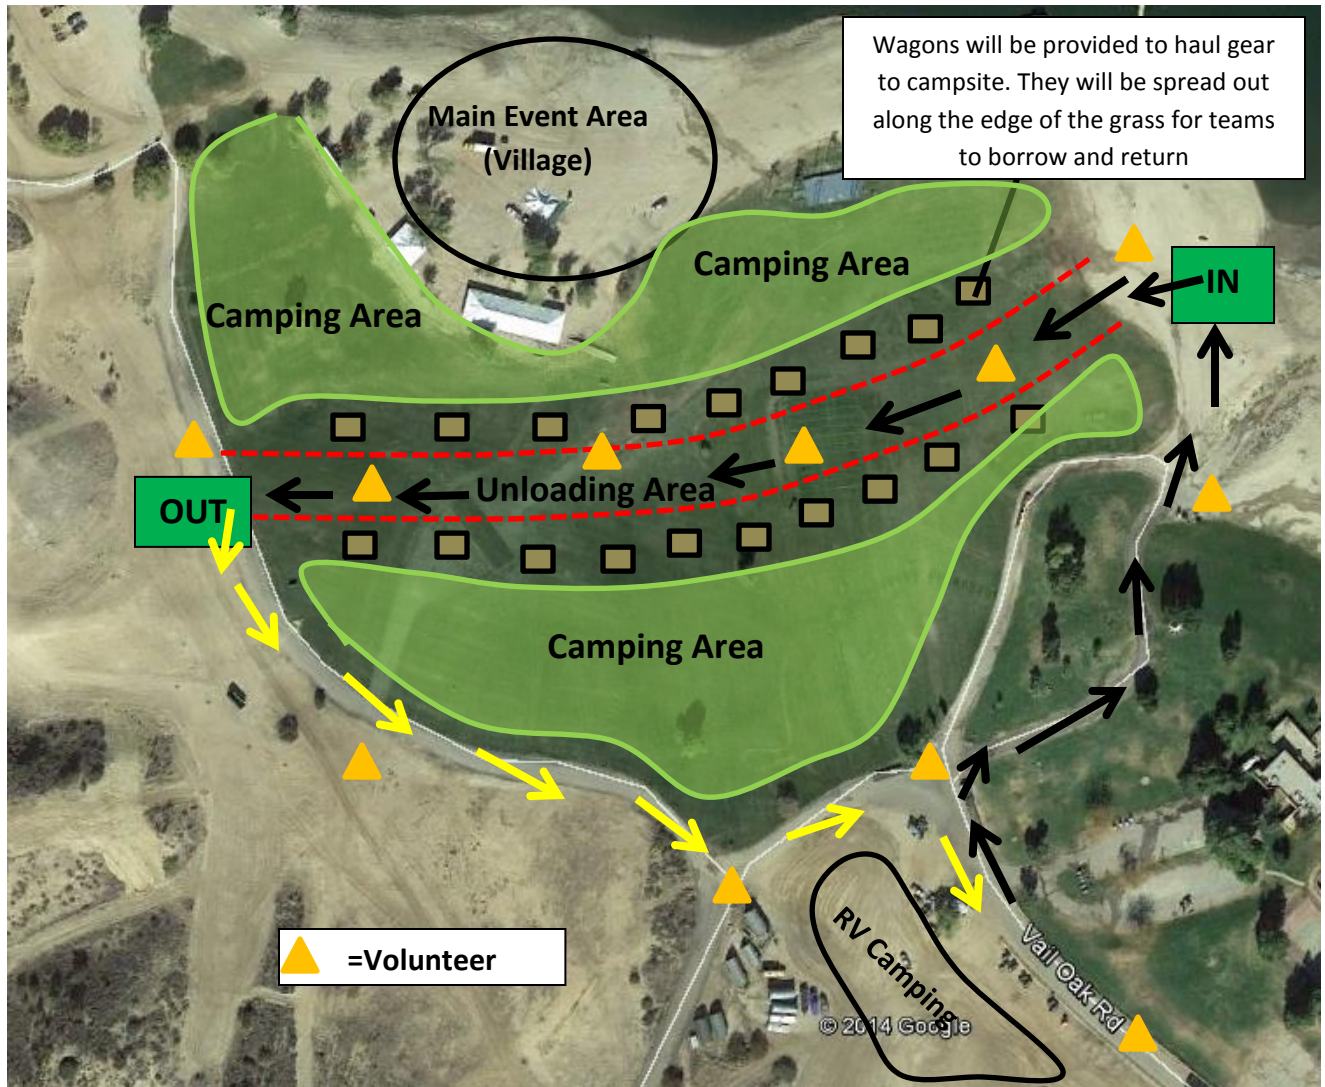 Wagons will be provided to haul gear
to campsite. They will be spread out
along the edge of the grass for teams
to borrow and return
Main Event Area
(Village)
Camping Area
IN
Camping Area
Unloading Area
OUT
Camping Area
=Volunteer
RV Camping
Vail Oak Rd
© 2014 Google